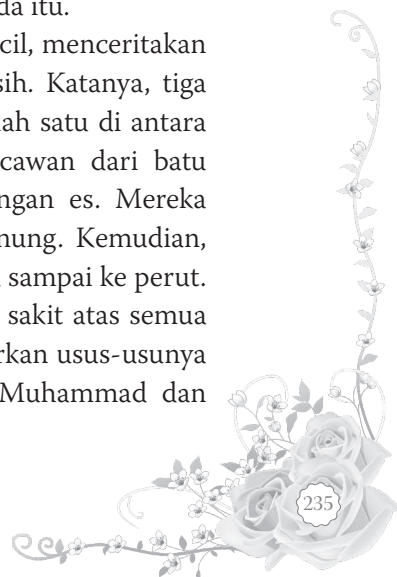 da itu.
cil, menceritakan
sih. Katanya, tiga
ah satu di antara
cawan dari batu
ngan es. Mereka
nung. Kemudian,
sampai ke perut.
sakit atas semua
rkan usus-usunya
Muhammad dan
235